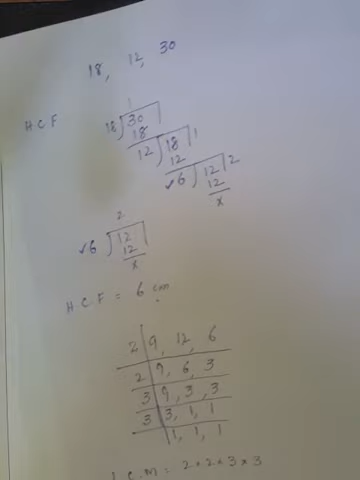 18, 12, 30
HCF
1
18 30
18
12 18 1
12
✓6 12 2
12
x
2
✓6 12
12
x
HCF = 6 cm
2 9, 12, 6
2 9, 6, 3
3 9, 3, 3
3 3, 1, 1
1, 1, 1
L.C.M = 2 × 2 × 3 × 3